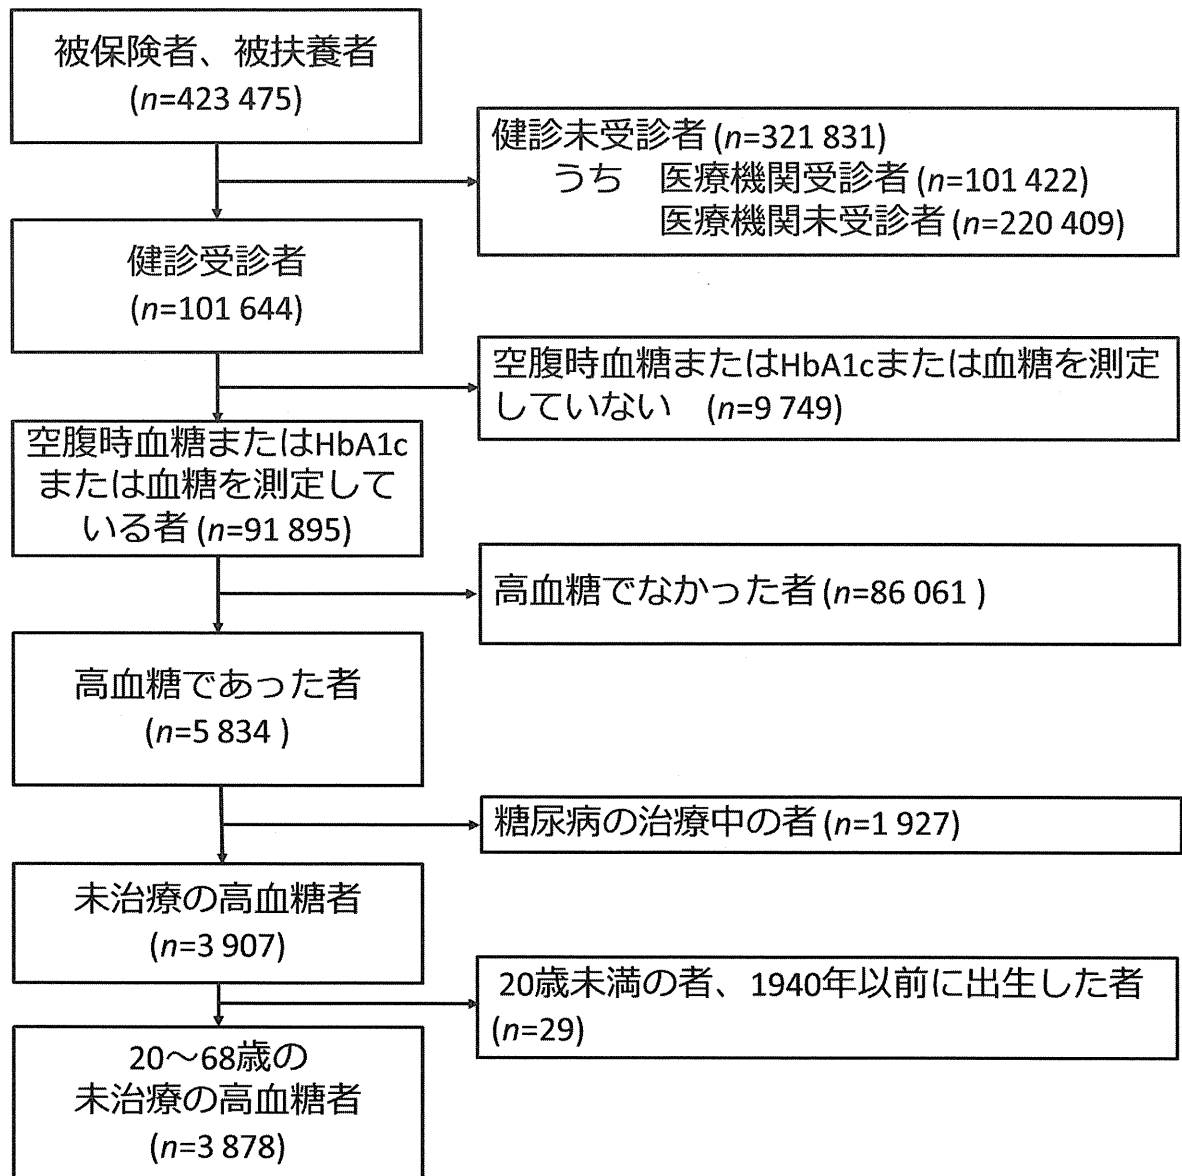 被保険者、被扶養者
(n=423 475)
健診未受診者 (n=321 831)
うち 医療機関受診者 (n=101 422)
医療機関未受診者 (n=220 409)
健診受診者
(n=101 644)
空腹時血糖またはHbA1cまたは血糖を測定
していない (n=9 749)
空腹時血糖またはHbA1c
または血糖を測定して
いる者 (n=91 895)
高血糖でなかった者 (n=86 061 )
高血糖であった者
(n=5 834 )
糖尿病の治療中の者 (n=1 927)
未治療の高血糖者
(n=3 907)
20歳未満の者、1940年以前に出生した者
(n=29)
20～68歳の
未治療の高血糖者
(n=3 878)